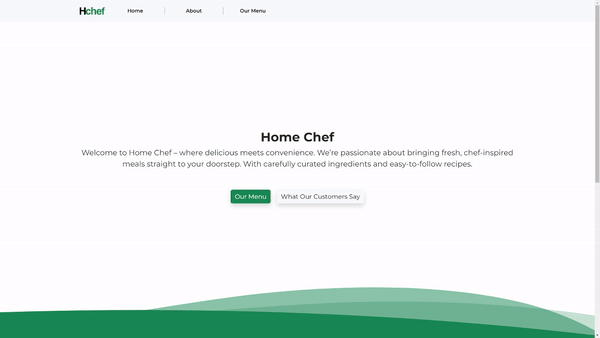 Hchef
Home
About
Our Menu
Home Chef
Welcome to Home Chef – where delicious meets convenience. We're passionate about bringing fresh, chef-inspired
meals straight to your doorstep. With carefully curated ingredients and easy-to-follow recipes.
Our Menu
What Our Customers Say